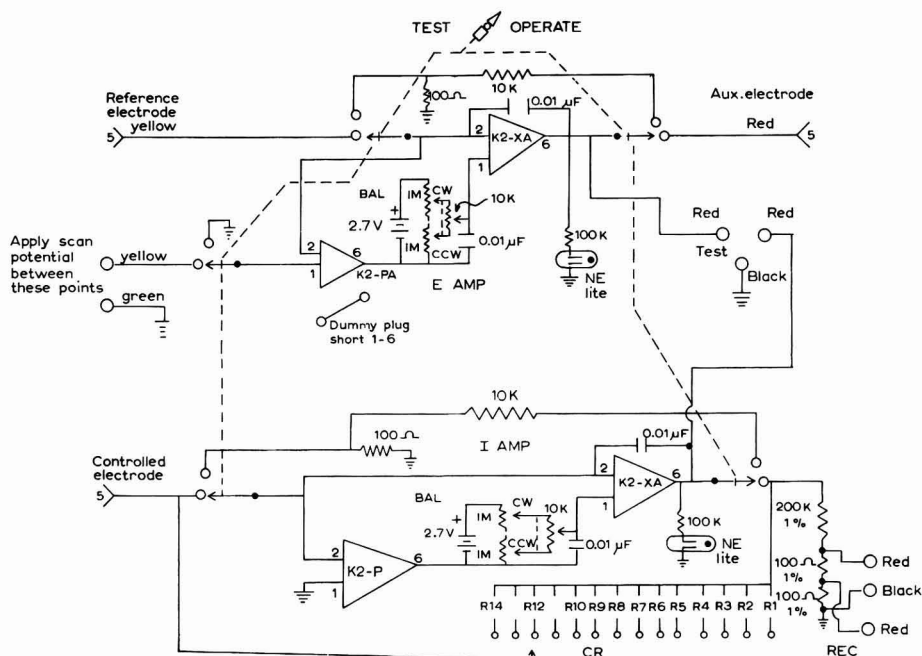 TEST OPERATE
Reference
electrode
yellow
5
100Ω
10K
0.01 µF
Aux. electrode
Red
5
2
K2-XA
6
1
BAL
+
2.7V
1M
CW
10K
1M
CCW
0.01 µF
Apply scan
potential
between
these points
yellow
green
2
6
1
K2-PA
E AMP
Dummy plug
short 1-6
100K
NE
lite
Red
Red
Test
Black
10K
100Ω
I AMP
0.01 µF
Controlled
electrode
5
2
K2-XA
6
1
BAL
+
2.7V
1M
CW
10K
1M
CCW
0.01 µF
100K
NE
lite
2
K2-P
6
1
200K
1%
100Ω
1%
100Ω
1%
Red
Black
Red
R14 R12 R10 R9 R8 R7 R6 R5 R4 R3 R2 R1
CR
REC